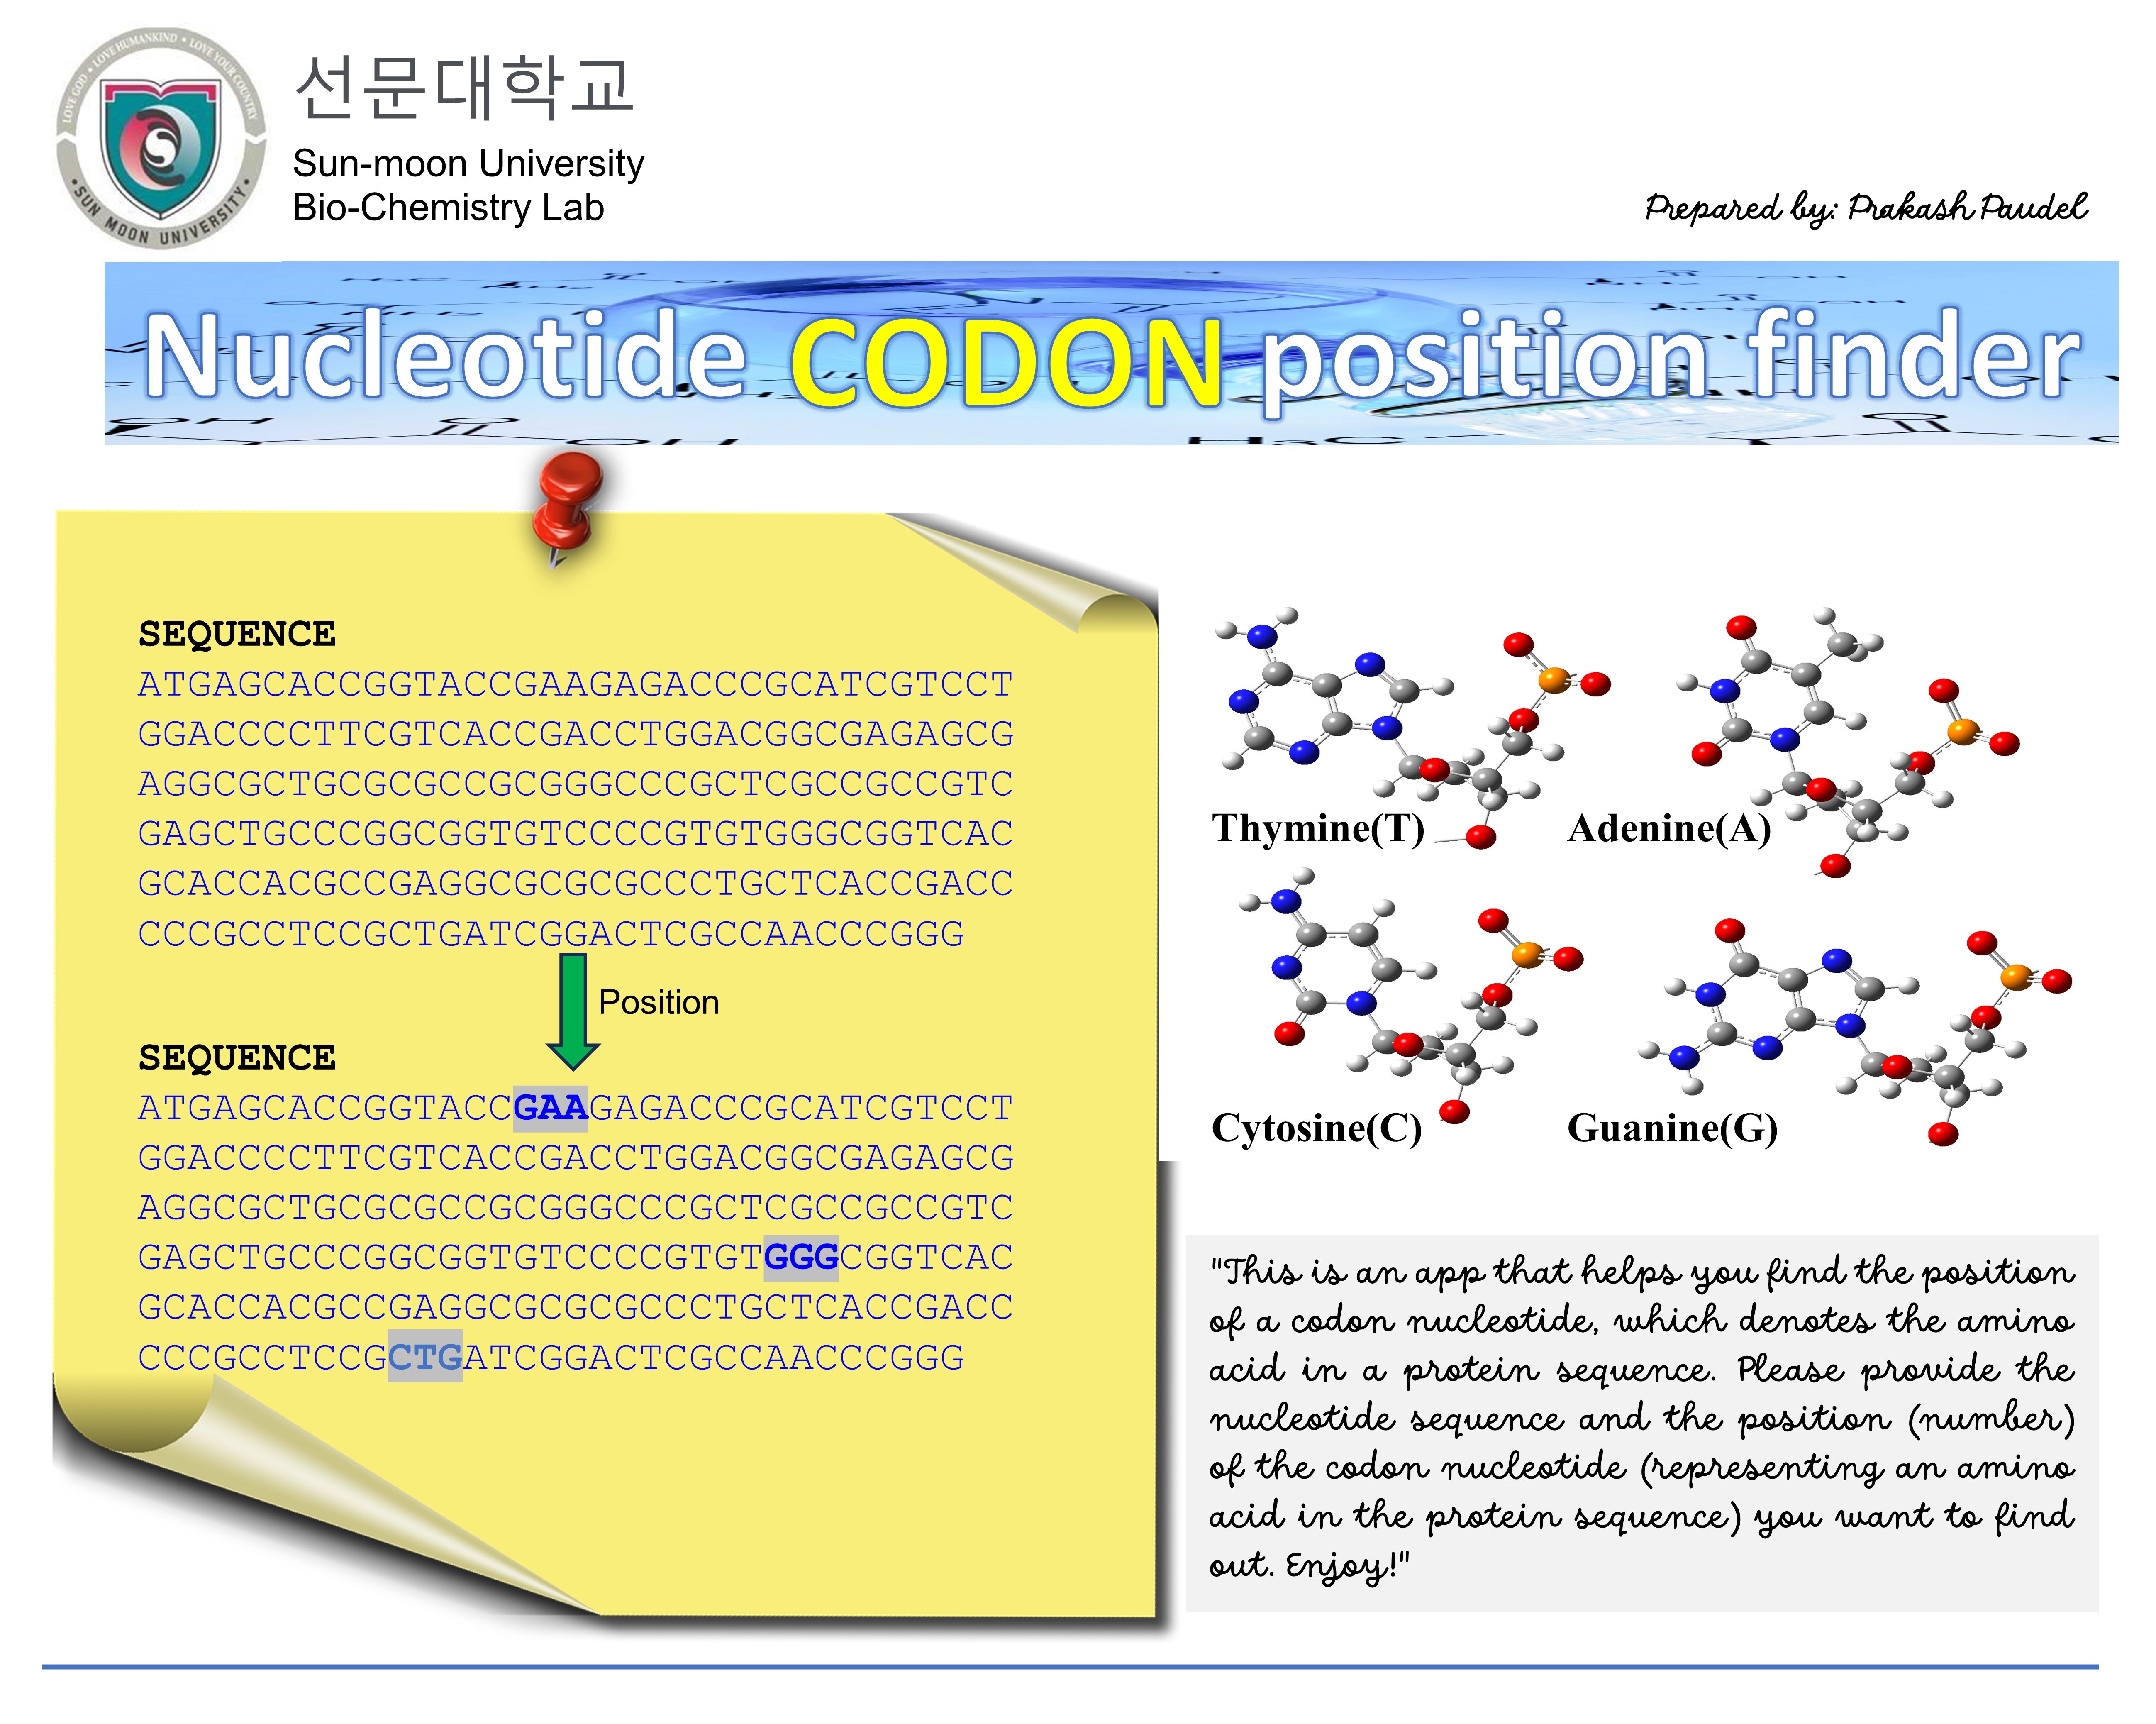 LOVE GOD • LOVE HUMANKIND • LOVE YOUR COUNTRY
• SUN MOON UNIVERSITY •
선문대학교
Sun-moon University
Bio-Chemistry Lab
Prepared by: Prakash Paudel
Nucleotide CODON position finder
SEQUENCE
ATGAGCACCGGTACCGAAGAGACCCGCATCGTCCT
GGACCCCTTCGTCACCGACCTGGACGGCGAGAGCG
AGGCGCTGCGCGCCGCGGGCCCGCTCGCCGCCGTC
GAGCTGCCCGGCGGTGTCCCCGTGTGGGCGGTCAC
GCACCACGCCGAGGCGCGCGCCCTGCTCACCGACC
CCCGCCTCCGCTGATCGGACTCGCCAACCCGGG
Position
SEQUENCE
ATGAGCACCGGTACCGAAGAGACCCGCATCGTCCT
GGACCCCTTCGTCACCGACCTGGACGGCGAGAGCG
AGGCGCTGCGCGCCGCGGGCCCGCTCGCCGCCGTC
GAGCTGCCCGGCGGTGTCCCCGTGTGGGCGGTCAC
GCACCACGCCGAGGCGCGCGCCCTGCTCACCGACC
CCCGCCTCCGCTGATCGGACTCGCCAACCCGGG
Thymine(T)
Adenine(A)
Cytosine(C)
Guanine(G)
"This is an app that helps you find the position
of a codon nucleotide, which denotes the amino
acid in a protein sequence. Please provide the
nucleotide sequence and the position (number)
of the codon nucleotide (representing an amino
acid in the protein sequence) you want to find
out. Enjoy!"